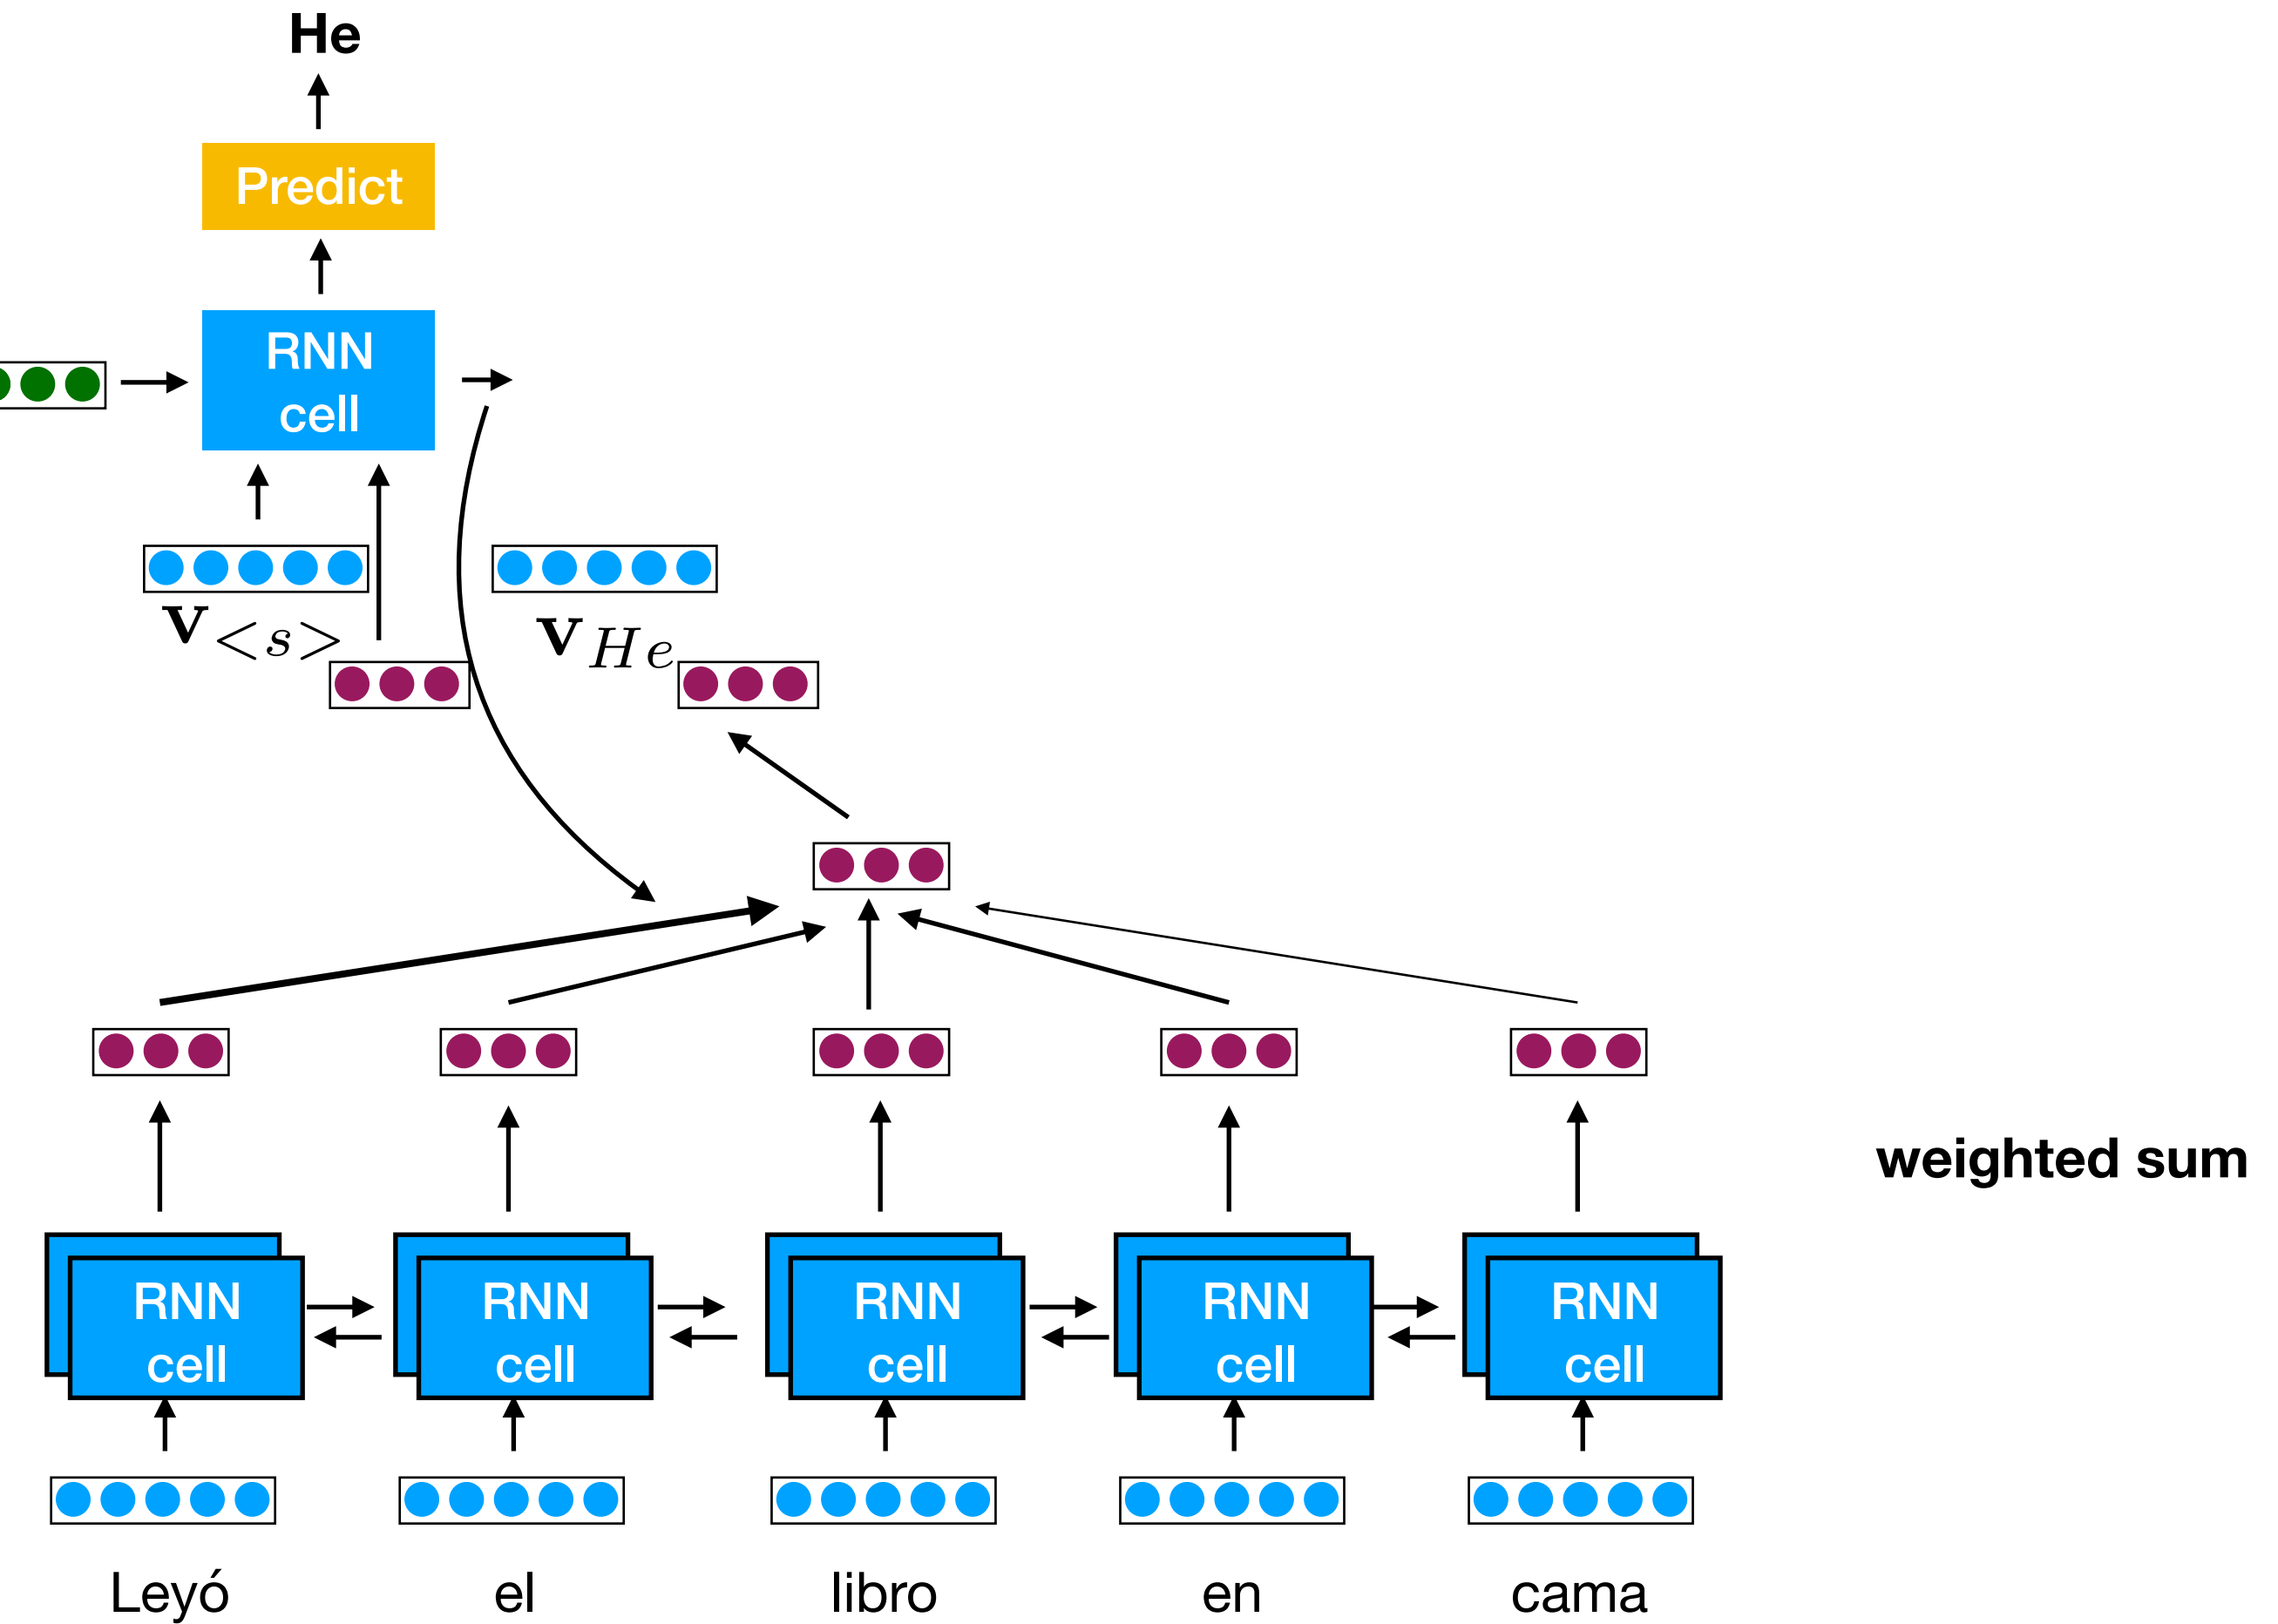 He
Predict
RNN
cell
v<s>
vHe
weighted sum
RNN
cell
RNN
cell
RNN
cell
RNN
cell
RNN
cell
Leyó
el
libro
en
cama